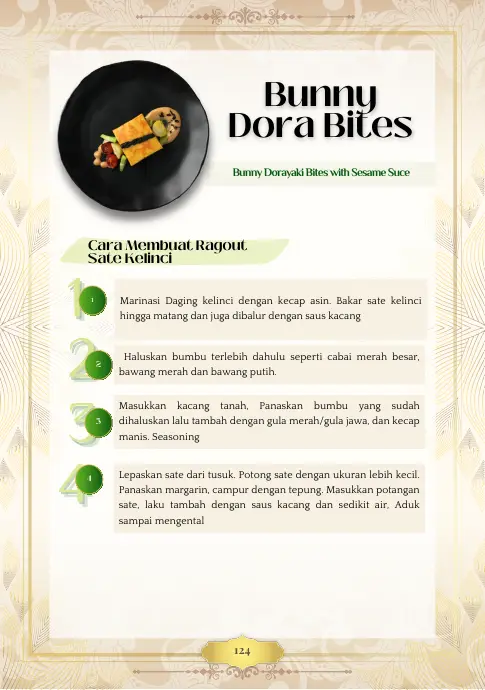 Bunny
Dora Bites
Bunny Dorayaki Bites with Sesame Suce
Cara Membuat Ragout
Sate Kelinci
1
1
Marinasi Daging kelinci dengan kecap asin. Bakar sate kelinci
hingga matang dan juga dibalur dengan saus kacang
2
2
Haluskan bumbu terlebih dahulu seperti cabai merah besar,
bawang merah dan bawang putih.
3
3
Masukkan kacang tanah, Panaskan bumbu yang sudah
dihaluskan lalu tambah dengan gula merah/gula jawa, dan kecap
manis. Seasoning
4
4
Lepaskan sate dari tusuk. Potong sate dengan ukuran lebih kecil.
Panaskan margarin, campur dengan tepung. Masukkan potangan
sate, laku tambah dengan saus kacang dan sedikit air, Aduk
sampai mengental
124